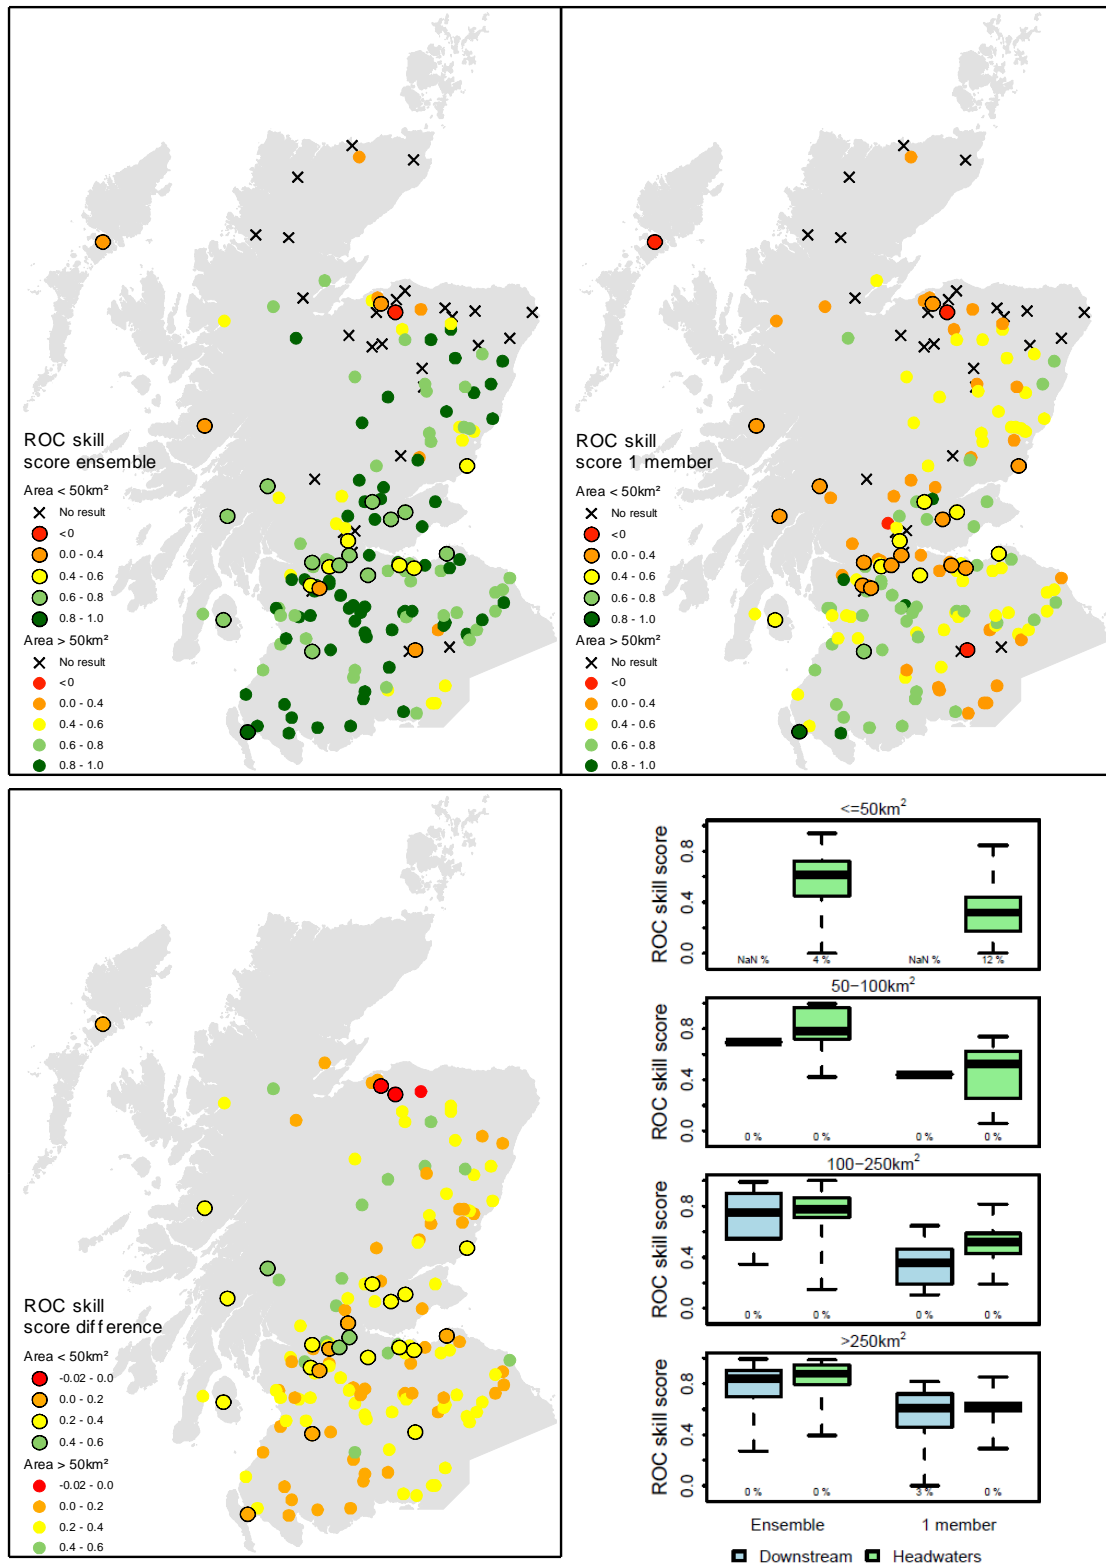 ROC skill
score ensemble
Area < 50km²
No result
<0
0.0 - 0.4
0.4 - 0.6
0.6 - 0.8
0.8 - 1.0
Area > 50km²
No result
<0
0.0 - 0.4
0.4 - 0.6
0.6 - 0.8
0.8 - 1.0
ROC skill
score 1 member
Area < 50km²
No result
<0
0.0 - 0.4
0.4 - 0.6
0.6 - 0.8
0.8 - 1.0
Area > 50km²
No result
<0
0.0 - 0.4
0.4 - 0.6
0.6 - 0.8
0.8 - 1.0
ROC skill
score difference
Area < 50km²
-0.02 - 0.0
0.0 - 0.2
0.2 - 0.4
0.4 - 0.6
Area > 50km²
-0.02 - 0.0
0.0 - 0.2
0.2 - 0.4
0.4 - 0.6
<=50km²
ROC skill score
0.8
0.4
0.0
NaN % 4 % NaN % 12 %
50−100km²
ROC skill score
0.8
0.4
0.0
0 % 0 % 0 % 0 %
100−250km²
ROC skill score
0.8
0.4
0.0
0 % 0 % 0 % 0 %
>250km²
ROC skill score
0.8
0.4
0.0
0 % 0 % 3 % 0 %
Ensemble 1 member
Downstream Headwaters